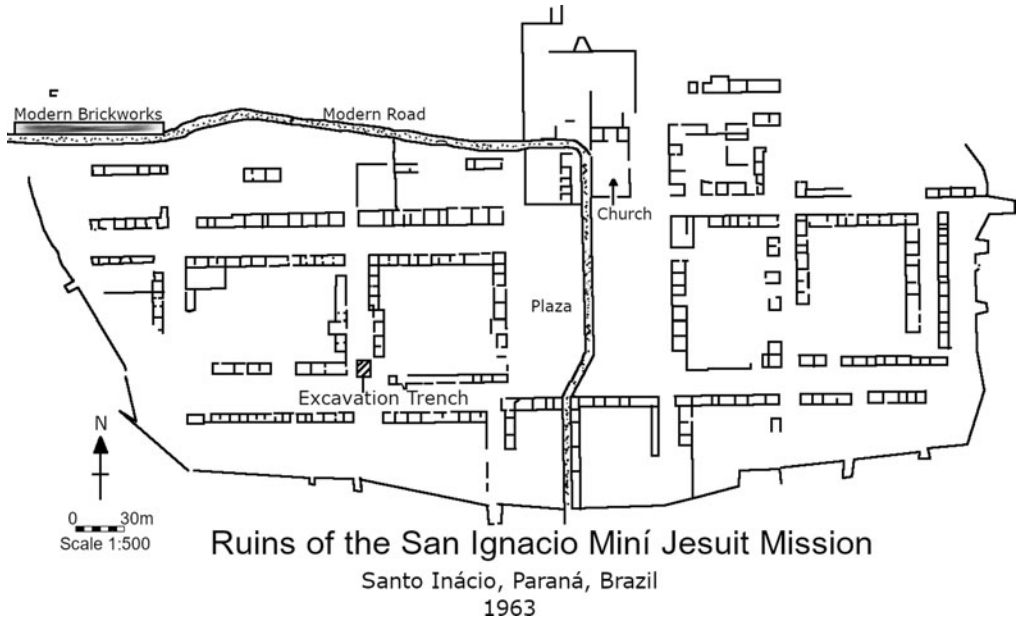 Modern Brickworks
Modern Road
Church
Plaza
Excavation Trench
N
0 30m
Scale 1:500
Ruins of the San Ignacio Miní Jesuit Mission
Santo Inácio, Paraná, Brazil
1963